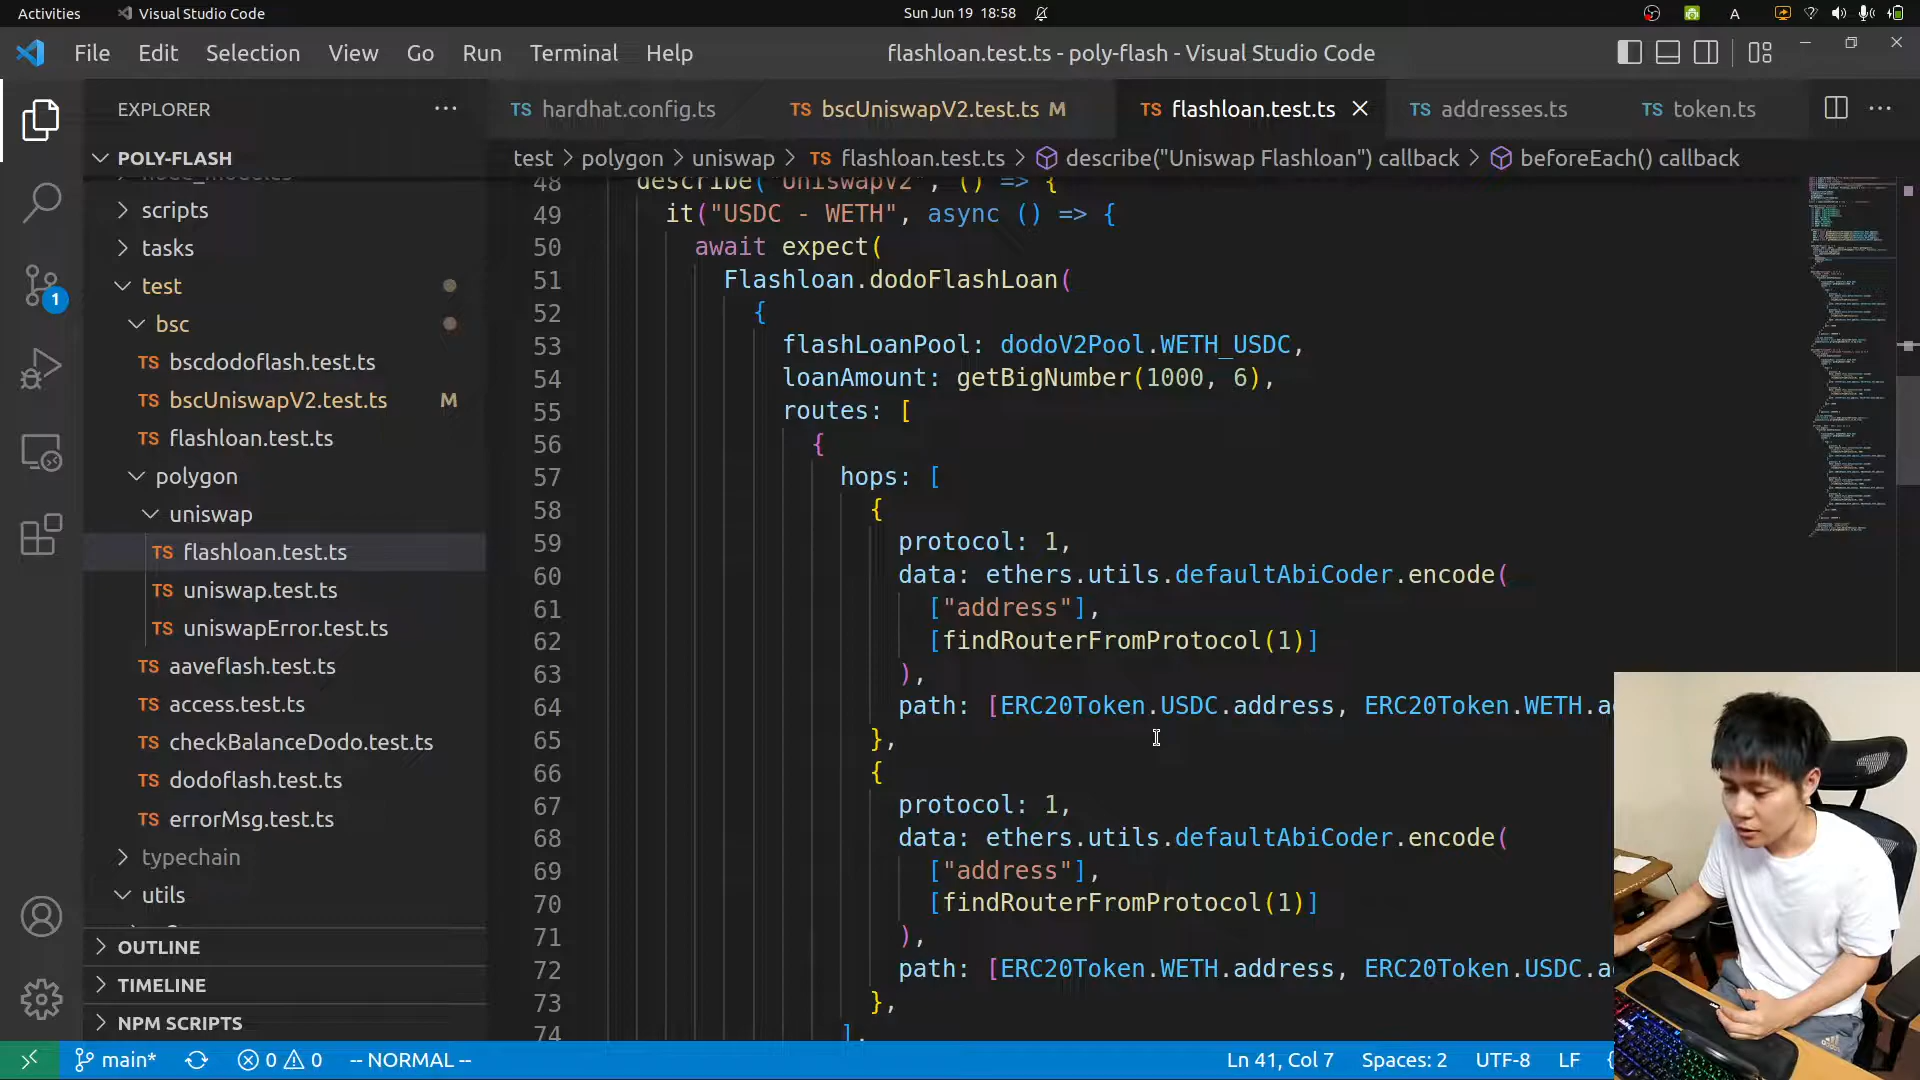 Activities
Visual Studio Code
Sun Jun 19 18:58
A
File Edit Selection View Go Run Terminal Help
flashloan.test.ts - poly-flash - Visual Studio Code
EXPLORER
TS hardhat.config.ts
TS bscUniswapV2.test.ts M
TS flashloan.test.ts
TS addresses.ts
TS token.ts
test > polygon > uniswap > TS flashloan.test.ts > describe("Uniswap Flashloan") callback > beforeEach() callback
POLY-FLASH
node_modules
scripts
tasks
test
bsc
TS bscdodoflash.test.ts
TS bscUniswapV2.test.ts M
TS flashloan.test.ts
polygon
uniswap
TS flashloan.test.ts
TS uniswap.test.ts
TS uniswapError.test.ts
TS aaveflash.test.ts
TS access.test.ts
TS checkBalanceDodo.test.ts
TS dodoflash.test.ts
TS errorMsg.test.ts
typechain
utils
OUTLINE
TIMELINE
NPM SCRIPTS
1
48 describe("UniswapV2", () => {
49 it("USDC - WETH", async () => {
50 await expect(
51 Flashloan.dodoFlashLoan(
52 {
53 flashLoanPool: dodoV2Pool.WETH_USDC,
54 loanAmount: getBigNumber(1000, 6),
55 routes: [
56 {
57 hops: [
58 {
59 protocol: 1,
60 data: ethers.utils.defaultAbiCoder.encode(
61 ["address"],
62 [findRouterFromProtocol(1)]
63 ),
64 path: [ERC20Token.USDC.address, ERC20Token.WETH.a
65 },
66 {
67 protocol: 1,
68 data: ethers.utils.defaultAbiCoder.encode(
69 ["address"],
70 [findRouterFromProtocol(1)]
71 ),
72 path: [ERC20Token.WETH.address, ERC20Token.USDC.a
73 },
74 ],
main* 0 0 -- NORMAL --
Ln 41, Col 7 Spaces: 2 UTF-8 LF {